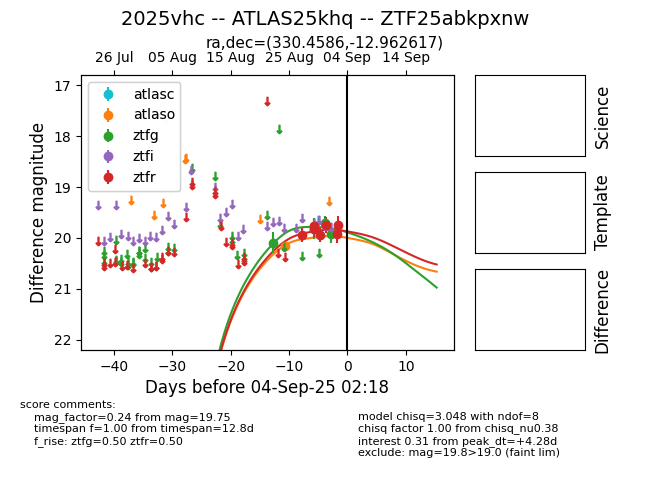 2025vhc -- ATLAS25khq -- ZTF25abkpxnw
ra,dec=(330.4586,-12.962617)
26 Jul 05 Aug 15 Aug 25 Aug 04 Sep 14 Sep
17
18
19
20
21
22
Difference magnitude
atlasc
atlaso
ztfg
ztfi
ztfr
−40 −30 −20 −10 0 10
Days before 04-Sep-25 02:18
Science
Template
Difference
score comments:
mag_factor=0.24 from mag=19.75
timespan f=1.00 from timespan=12.8d
f_rise: ztfg=0.50 ztfr=0.50
model chisq=3.048 with ndof=8
chisq factor 1.00 from chisq_nu0.38
interest 0.31 from peak_dt=+4.28d
exclude: mag=19.8>19.0 (faint lim)